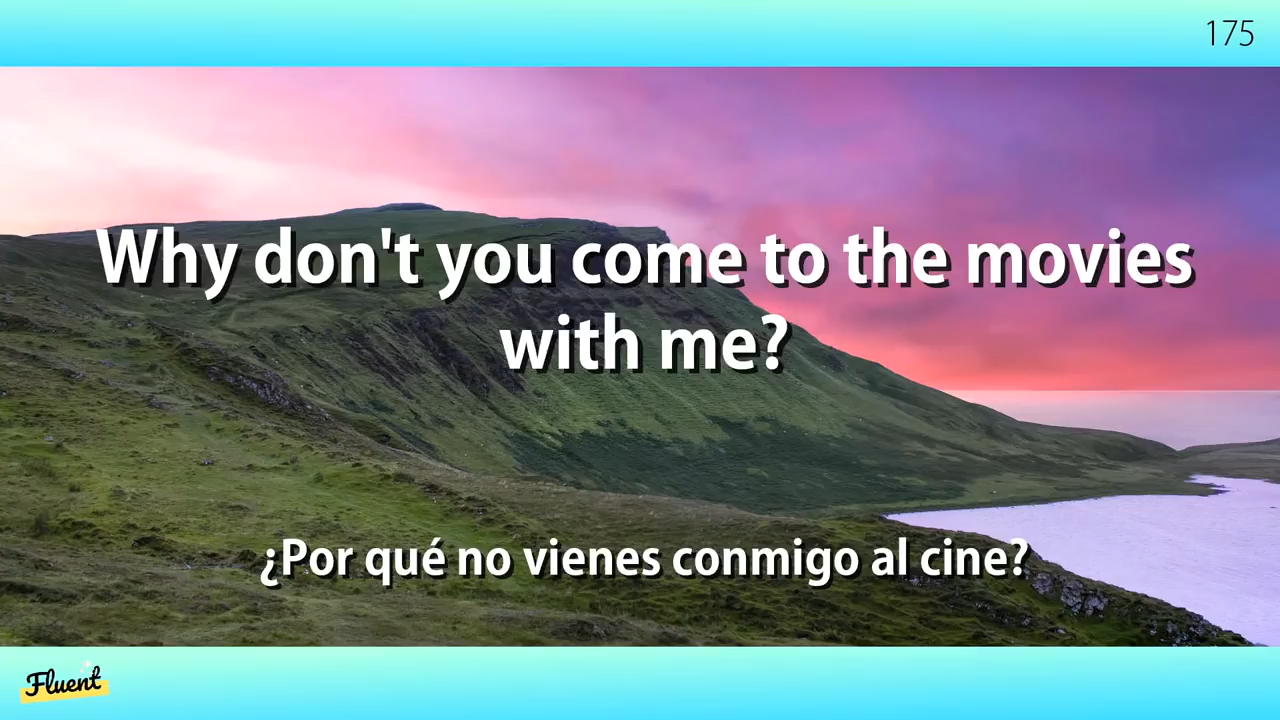 175
Why don't you come to the movies
with me?
¿Por qué no vienes conmigo al cine?
Fluent